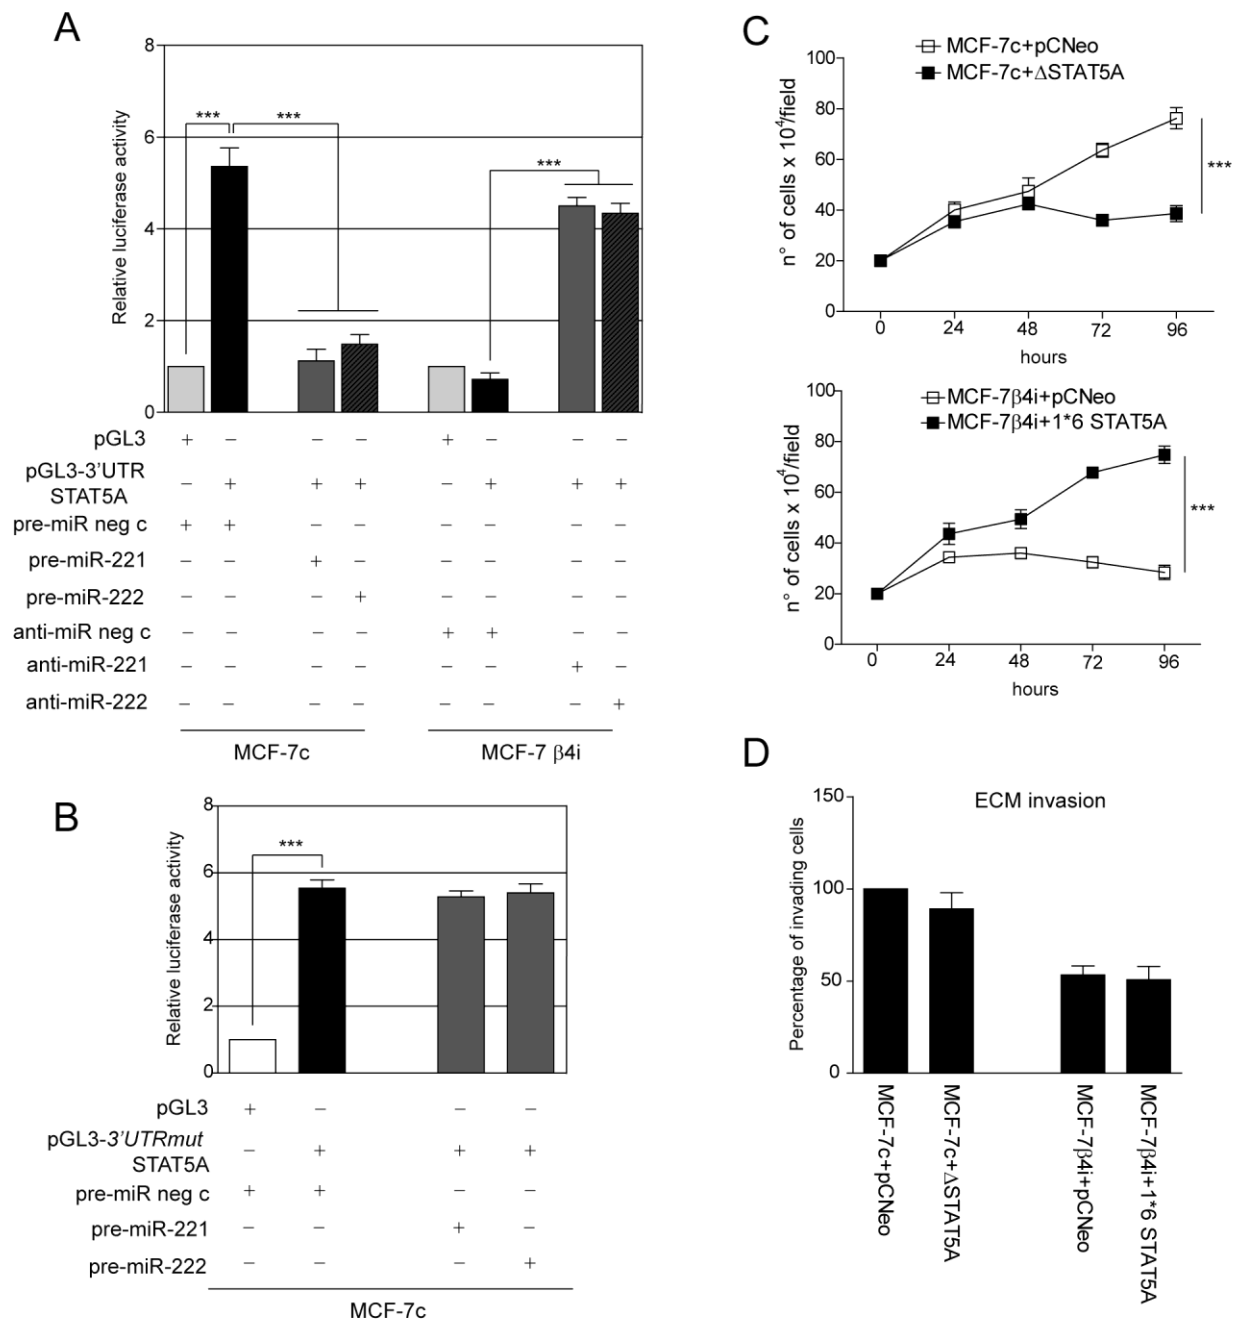 A
8
6
4
2
0
Relative luciferase activity
***
***
***
pGL3 + – – – + – – –
pGL3-3'UTR
STAT5A – + + + – + + +
pre-miR neg c + + – – – – – –
pre-miR-221 – – + – – – – –
pre-miR-222 – – – + – – – –
anti-miR neg c – – – – + + – –
anti-miR-221 – – – – – – + –
anti-miR-222 – – – – – – – +
MCF-7c MCF-7 β4i
B
8
6
4
2
0
Relative luciferase activity
***
pGL3 + – – –
pGL3-3'UTRmut
STAT5A – + + +
pre-miR neg c + + – –
pre-miR-221 – – + –
pre-miR-222 – – – +
MCF-7c
C
MCF-7c+pCNeo
MCF-7c+ΔSTAT5A
100
80
60
40
20
0
n° of cells x 10⁴/field
***
0 24 48 72 96
hours
MCF-7β4i+pCNeo
MCF-7β4i+1*6 STAT5A
100
80
60
40
20
0
n° of cells x 10⁴/field
***
0 24 48 72 96
hours
D
ECM invasion
150
100
50
0
Percentage of invading cells
MCF-7c+pCNeo
MCF-7c+ΔSTAT5A
MCF-7β4i+pCNeo
MCF-7β4i+1*6 STAT5A